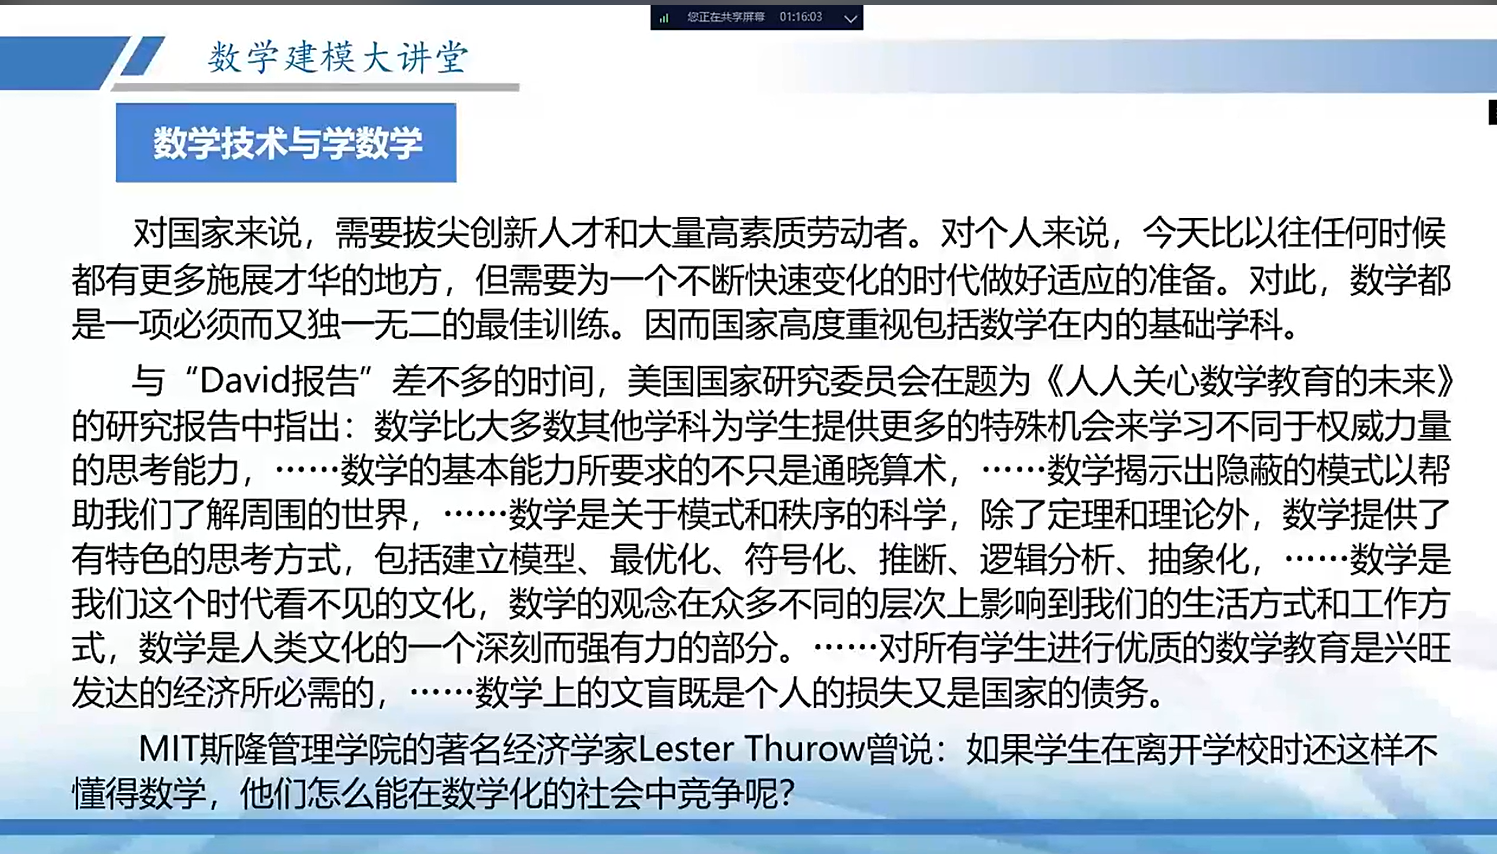 您正在共享屏幕 01:16:03
数学建模大讲堂
数学技术与学数学
对国家来说，需要拔尖创新人才和大量高素质劳动者。对个人来说，今天比以往任何时候
都有更多施展才华的地方，但需要为一个不断快速变化的时代做好适应的准备。对此，数学都
是一项必须而又独一无二的最佳训练。因而国家高度重视包括数学在内的基础学科。
与“David报告”差不多的时间，美国国家研究委员会在题为《人人关心数学教育的未来》
的研究报告中指出：数学比大多数其他学科为学生提供更多的特殊机会来学习不同于权威力量
的思考能力，……数学的基本能力所要求的不只是通晓算术，……数学揭示出隐蔽的模式以帮
助我们了解周围的世界，……数学是关于模式和秩序的科学，除了定理和理论外，数学提供了
有特色的思考方式，包括建立模型、最优化、符号化、推断、逻辑分析、抽象化，……数学是
我们这个时代看不见的文化，数学的观念在众多不同的层次上影响到我们的生活方式和工作方
式，数学是人类文化的一个深刻而强有力的部分。……对所有学生进行优质的数学教育是兴旺
发达的经济所必需的，……数学上的文盲既是个人的损失又是国家的债务。
MIT斯隆管理学院的著名经济学家Lester Thurow曾说：如果学生在离开学校时还这样不
懂得数学，他们怎么能在数学化的社会中竞争呢？